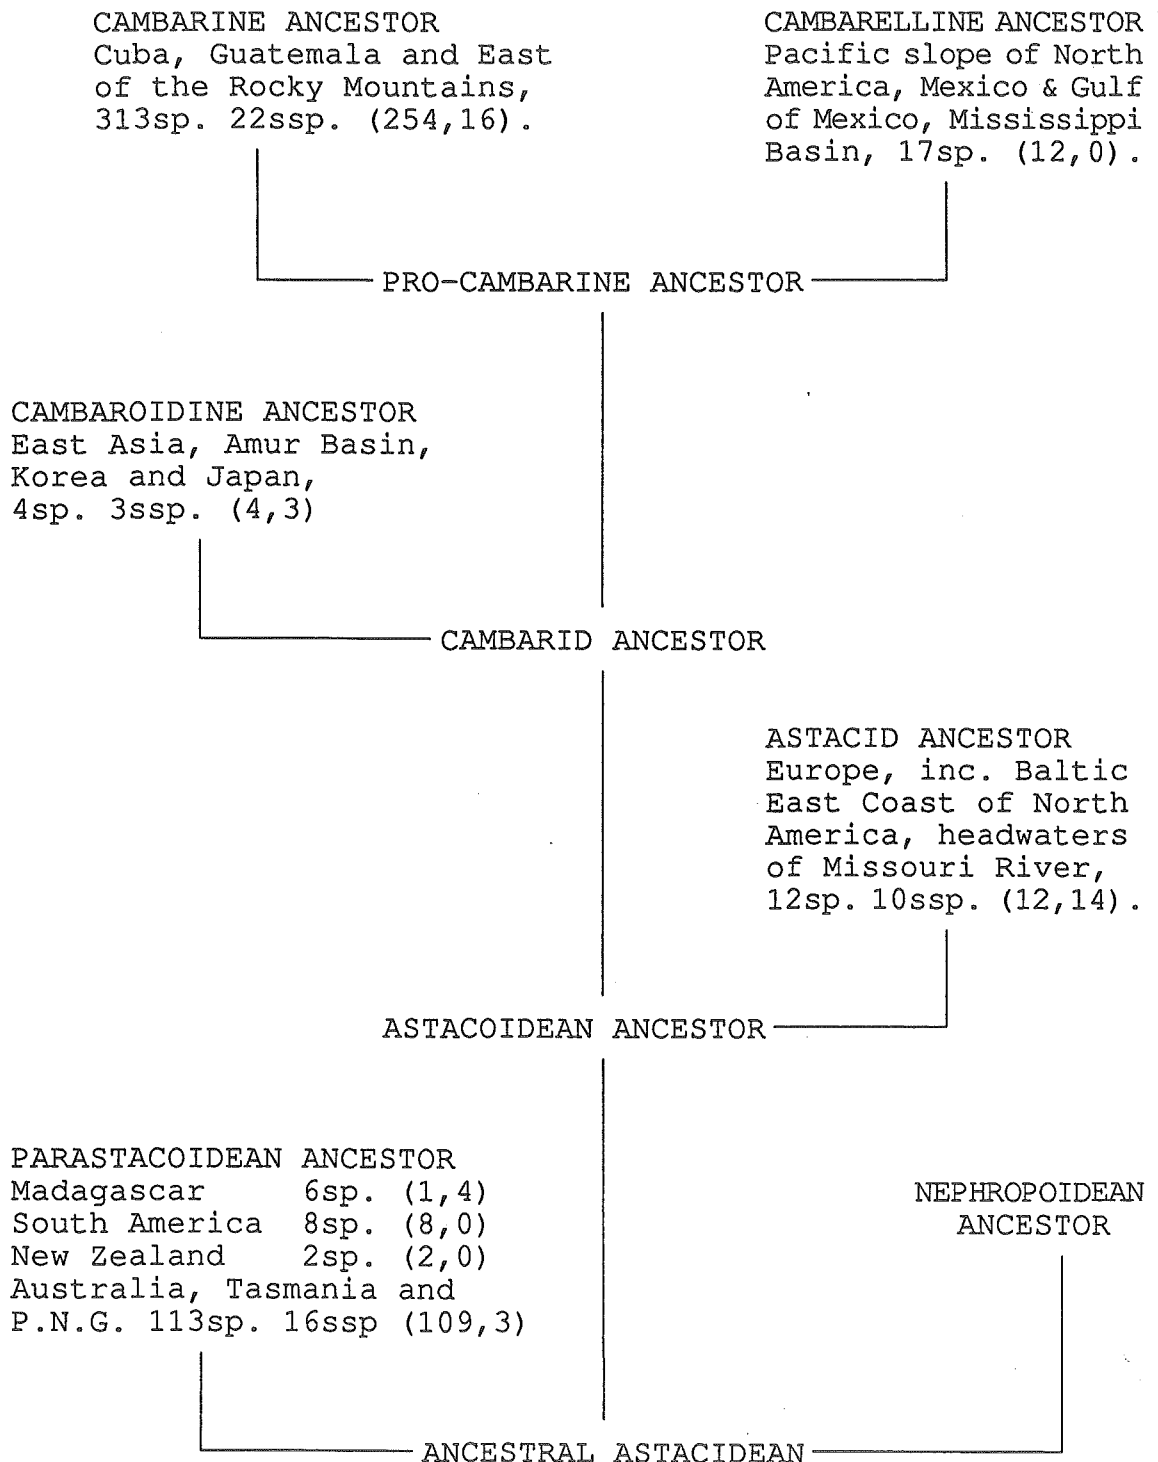 CAMBARINE ANCESTOR
Cuba, Guatemala and East
of the Rocky Mountains,
313sp. 22ssp. (254,16).
CAMBARELLINE ANCESTOR
Pacific slope of North
America, Mexico & Gulf
of Mexico, Mississippi
Basin, 17sp. (12,0).
PRO-CAMBARINE ANCESTOR
CAMBAROIDINE ANCESTOR
East Asia, Amur Basin,
Korea and Japan,
4sp. 3ssp. (4,3)
CAMBARID ANCESTOR
ASTACID ANCESTOR
Europe, inc. Baltic
East Coast of North
America, headwaters
of Missouri River,
12sp. 10ssp. (12,14).
ASTACOIDEAN ANCESTOR
PARASTACOIDEAN ANCESTOR
Madagascar 6sp. (1,4)
South America 8sp. (8,0)
New Zealand 2sp. (2,0)
Australia, Tasmania and
P.N.G. 113sp. 16ssp (109,3)
NEPHROPOIDEAN
ANCESTOR
ANCESTRAL ASTACIDEAN